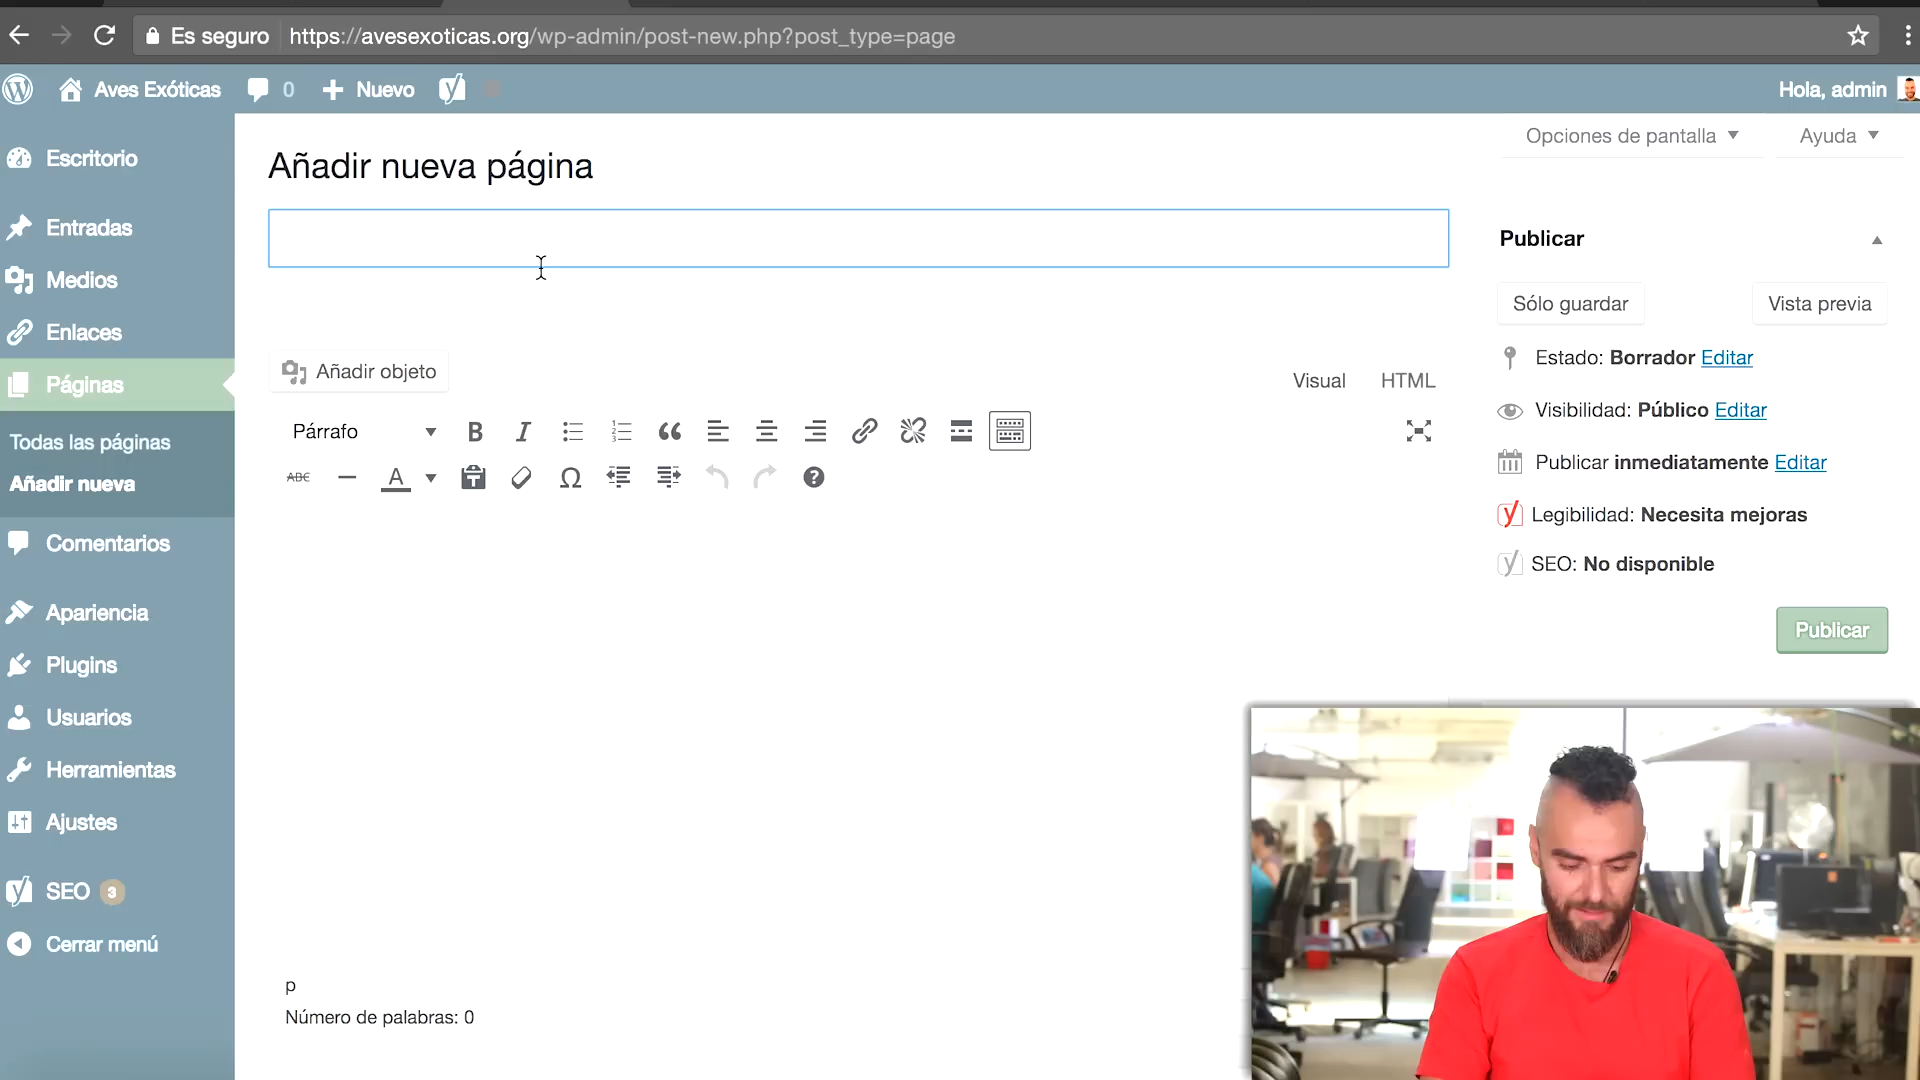 Es seguro https://avesexoticas.org/wp-admin/post-new.php?post_type=page
Aves Exóticas 0 Nuevo Hola, admin
Opciones de pantalla Ayuda
Escritorio
Entradas
Medios
Enlaces
Páginas
Todas las páginas
Añadir nueva
Comentarios
Apariencia
Plugins
Usuarios
Herramientas
Ajustes
SEO 3
Cerrar menú
Añadir nueva página
Añadir objeto
Visual HTML
Párrafo B I
ABC A
p
Número de palabras: 0
Publicar
Sólo guardar Vista previa
Estado: Borrador Editar
Visibilidad: Público Editar
Publicar inmediatamente Editar
Legibilidad: Necesita mejoras
SEO: No disponible
Publicar